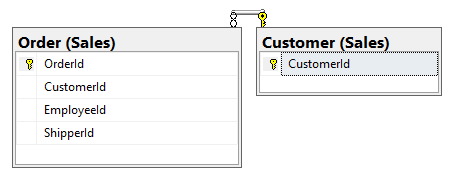 Order (Sales)
OrderId
CustomerId
EmployeeId
ShipperId
Customer (Sales)
CustomerId